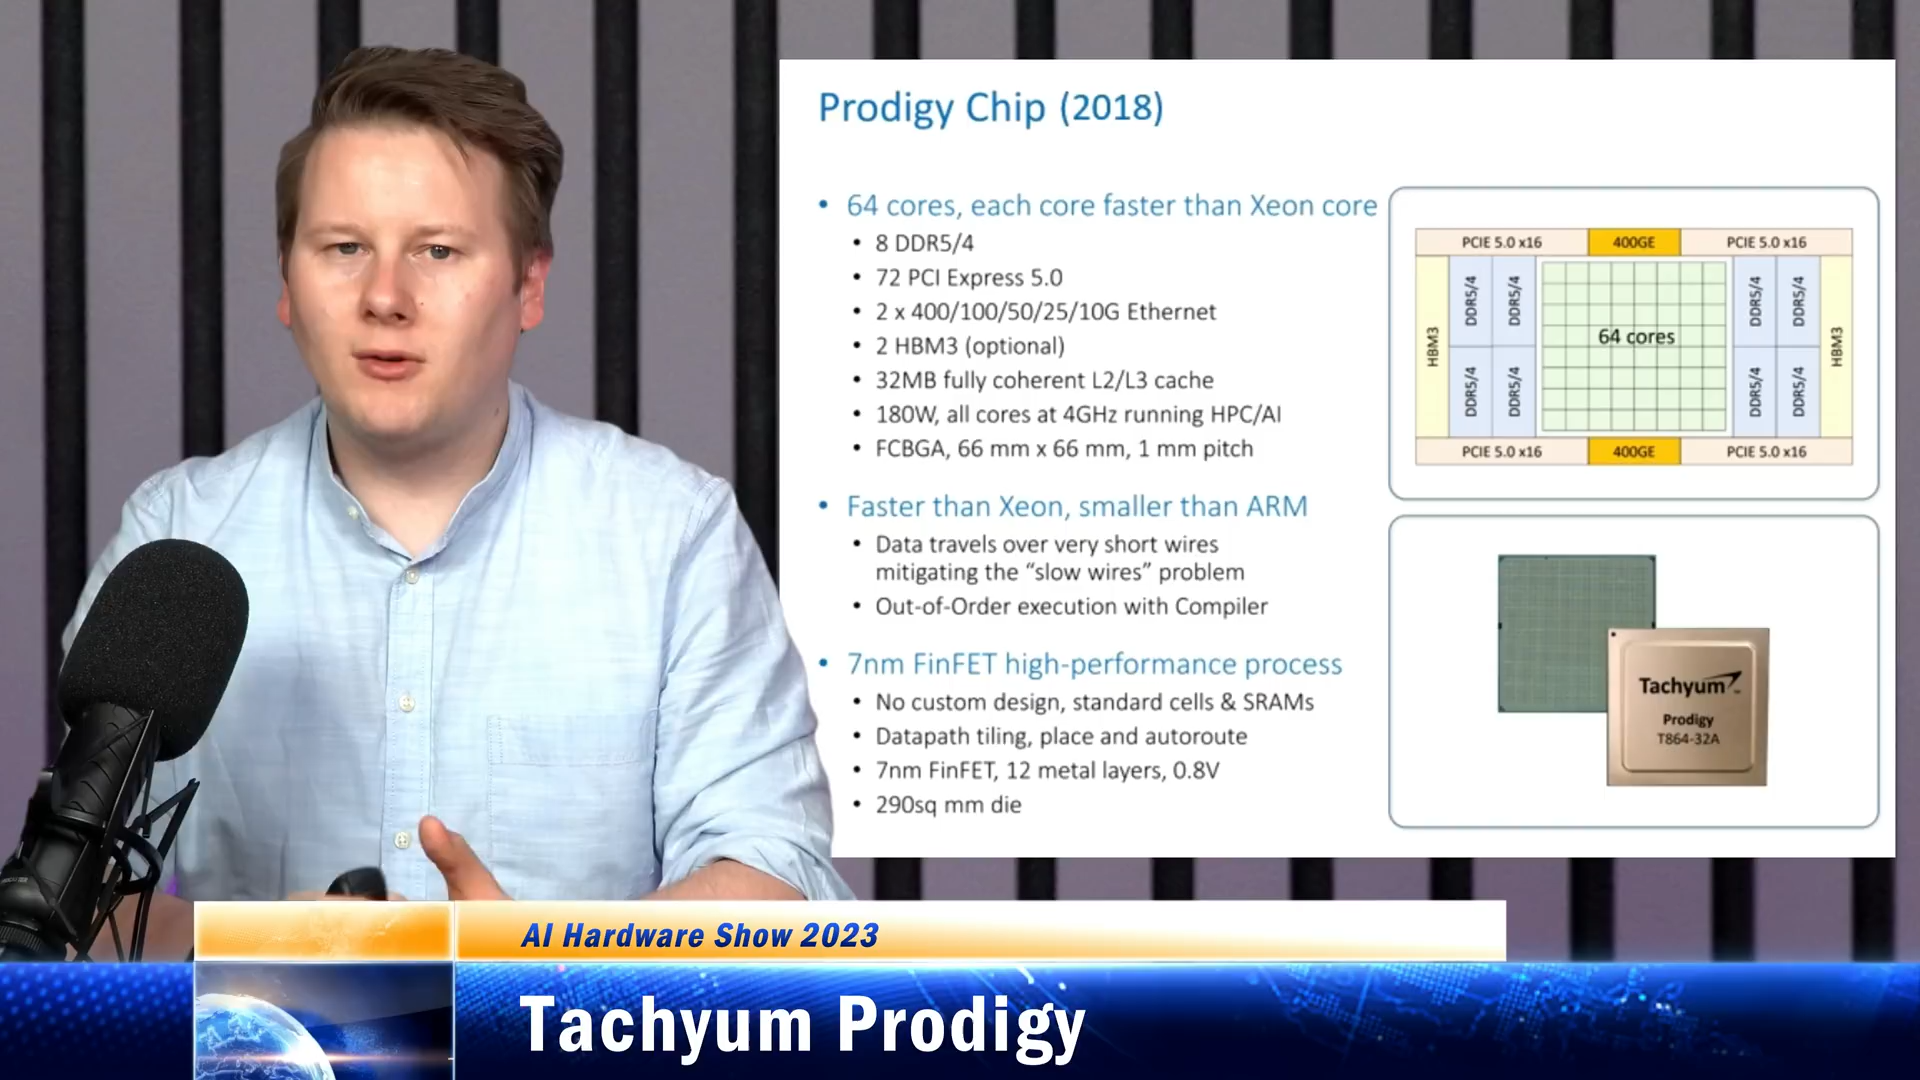 Prodigy Chip (2018)
• 64 cores, each core faster than Xeon core
• 8 DDR5/4
• 72 PCI Express 5.0
• 2 x 400/100/50/25/10G Ethernet
• 2 HBM3 (optional)
• 32MB fully coherent L2/L3 cache
• 180W, all cores at 4GHz running HPC/AI
• FCBGA, 66 mm x 66 mm, 1 mm pitch
• Faster than Xeon, smaller than ARM
• Data travels over very short wires
mitigating the “slow wires” problem
• Out-of-Order execution with Compiler
• 7nm FinFET high-performance process
• No custom design, standard cells & SRAMs
• Datapath tiling, place and autoroute
• 7nm FinFET, 12 metal layers, 0.8V
• 290sq mm die
PCIE 5.0 x16 400GE PCIE 5.0 x16
HBM3 DDR5/4 DDR5/4 64 cores DDR5/4 DDR5/4 HBM3
DDR5/4 DDR5/4 DDR5/4 DDR5/4
PCIE 5.0 x16 400GE PCIE 5.0 x16
Tachyum
Prodigy
T864-32A
AI Hardware Show 2023
Tachyum Prodigy